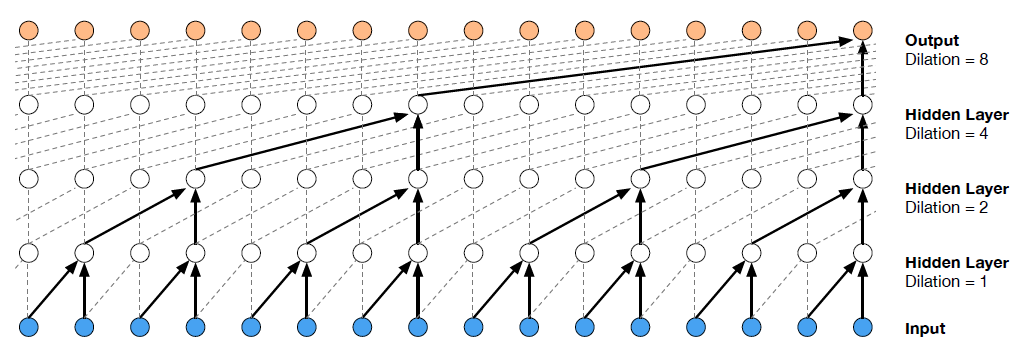 Output
Dilation = 8
Hidden Layer
Dilation = 4
Hidden Layer
Dilation = 2
Hidden Layer
Dilation = 1
Input